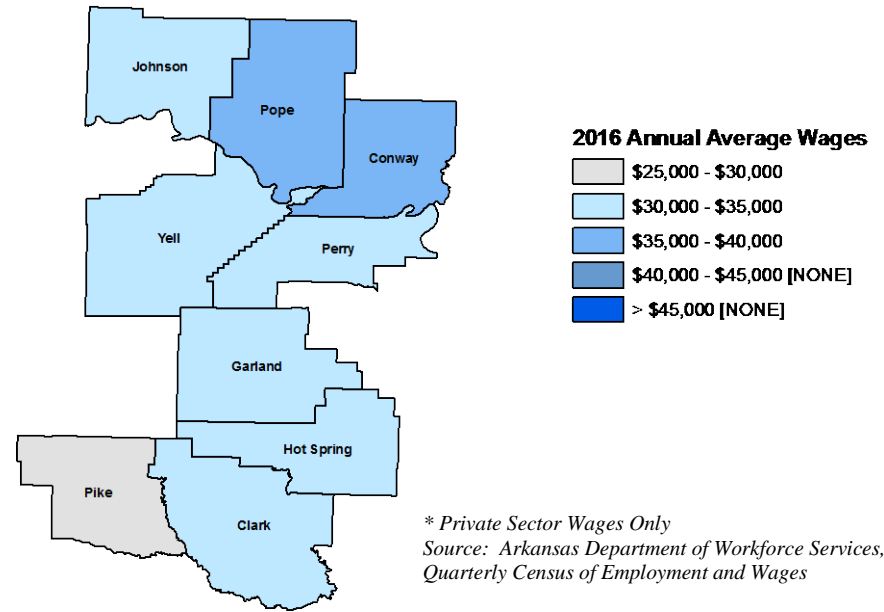 Johnson
Pope
Conway
Yell
Perry
Garland
Hot Spring
Pike
Clark
2016 Annual Average Wages
$25,000 - $30,000
$30,000 - $35,000
$35,000 - $40,000
$40,000 - $45,000 [NONE]
> $45,000 [NONE]
* Private Sector Wages Only
Source: Arkansas Department of Workforce Services,
Quarterly Census of Employment and Wages